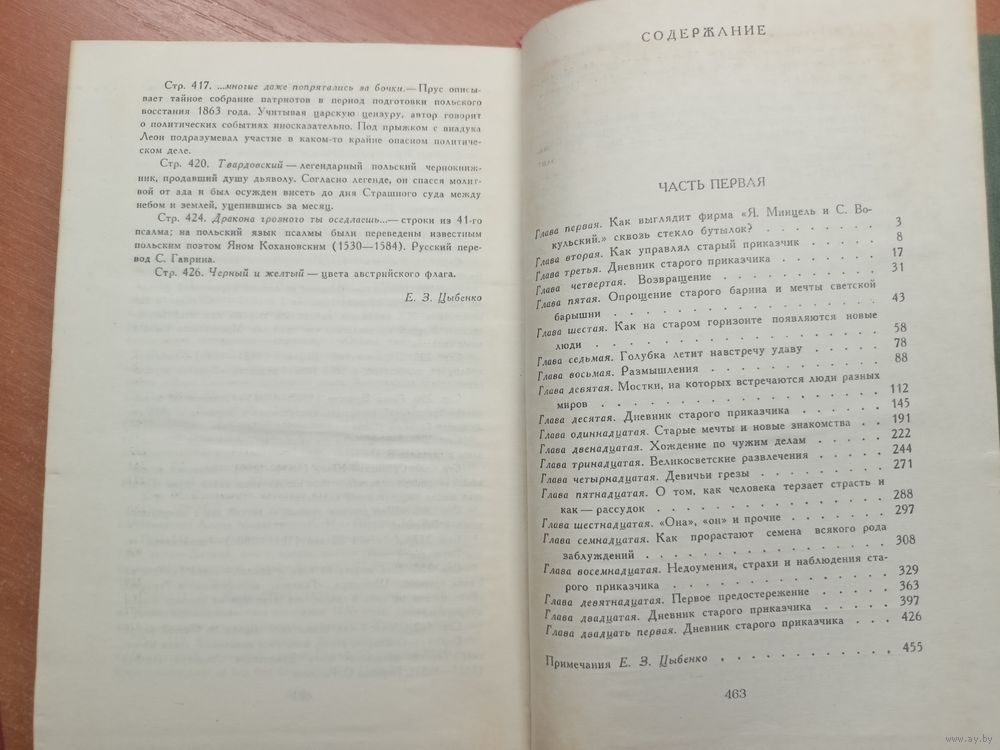 Стр. 417. ...многие даже попрятались за бочки.— Прус описы-
вает тайное собрание патриотов в период подготовки польского
восстания 1863 года. Учитывая царскую цензуру, автор говорит
о политических событиях иносказательно. Под прыжком с виадука
Леон подразумевал участие в каком-то крайне опасном политиче-
ском деле.
Стр. 420. Твардовский — легендарный польский чернокниж-
ник, продавший душу дьяволу. Согласно легенде, он спасся молит-
вой от ада и был осужден висеть до дня Страшного суда между
небом и землей, уцепившись за месяц.
Стр. 424. Дракона грозного ты оседлаешь...— строки из 41-го
псалма; на польский язык псалмы были переведены известным
польским поэтом Яном Кохановским (1530—1584). Русский пере-
вод С. Гаврина.
Стр. 426. Черный и желтый — цвета австрийского флага.
Е. З. Цыбенко
СОДЕРЖАНИЕ
ЧАСТЬ ПЕРВАЯ
Глава первая. Как выглядит фирма «Я. Минцель и С. Во-
кульский» сквозь стекло бутылок? . . . . . . . 3
Глава вторая. Как управлял старый приказчик . . . 8
Глава третья. Дневник старого приказчика . . . . . 17
Глава четвертая. Возвращение . . . . . . . . 31
Глава пятая. Опрощение старого барина и мечты светской
барышни . . . . . . . . . . . . 43
Глава шестая. Как на старом горизонте появляются новые
люди . . . . . . . . . . . . . 58
Глава седьмая. Голубка летит навстречу удаву . . . . 78
Глава восьмая. Размышления . . . . . . . . 88
Глава девятая. Мостки, на которых встречаются люди разных
миров . . . . . . . . . . . . . 112
Глава десятая. Дневник старого приказчика . . . . . 145
Глава одиннадцатая. Старые мечты и новые знакомства . . 191
Глава двенадцатая. Хождение по чужим делам . . . . 222
Глава тринадцатая. Великосветские развлечения . . . . 244
Глава четырнадцатая. Девичьи грезы . . . . . . 271
Глава пятнадцатая. О том, как человека терзает страсть и
как — рассудок . . . . . . . . . . 288
Глава шестнадцатая. «Она», «он» и прочие . . . . . 297
Глава семнадцатая. Как прорастают семена всякого рода
заблуждений . . . . . . . . . . . 308
Глава восемнадцатая. Недоумения, страхи и наблюдения ста-
рого приказчика . . . . . . . . . . 329
Глава девятнадцатая. Первое предостережение . . . . 363
Глава двадцатая. Дневник старого приказчика . . . . 397
Глава двадцать первая. Дневник старого приказчика . . . 426
Примечания Е. З. Цыбенко . . . . . . . . . 455
463
www.ay.by